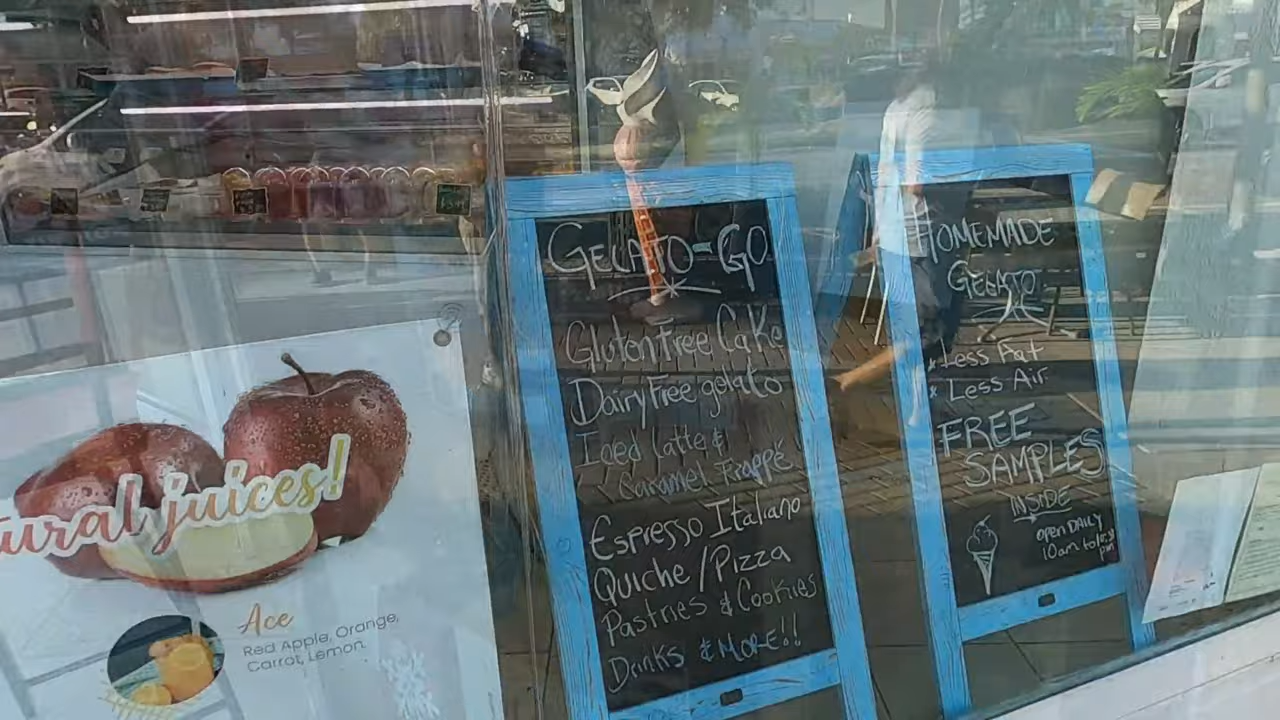 tural juices!
Ace
Red Apple, Orange,
Carrot, Lemon.
GELATO-GO
Gluten Free Cake
Dairy Free gelato
Iced Latte &
Caramel Frappé!
Espresso Italiano
Quiche / Pizza
Pastries & Cookies
Drinks & MORE!!
HOMEMADE
GELATO
* Less Fat
* Less Air
FREE
SAMPLES
INSIDE
OPEN DAILY
10am to
pm